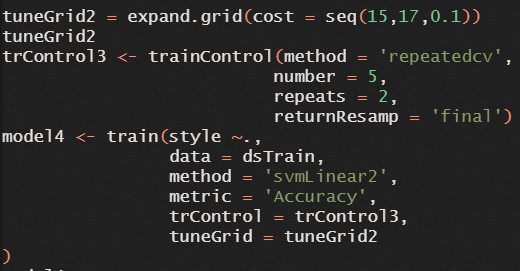 tuneGrid2 = expand.grid(cost = seq(15,17,0.1))
tuneGrid2
trControl3 <- trainControl(method = 'repeatedcv',
number = 5,
repeats = 2,
returnResamp = 'final')
model4 <- train(style ~.,
data = dsTrain,
method = 'svmLinear2',
metric = 'Accuracy',
trControl = trControl3,
tuneGrid = tuneGrid2
)